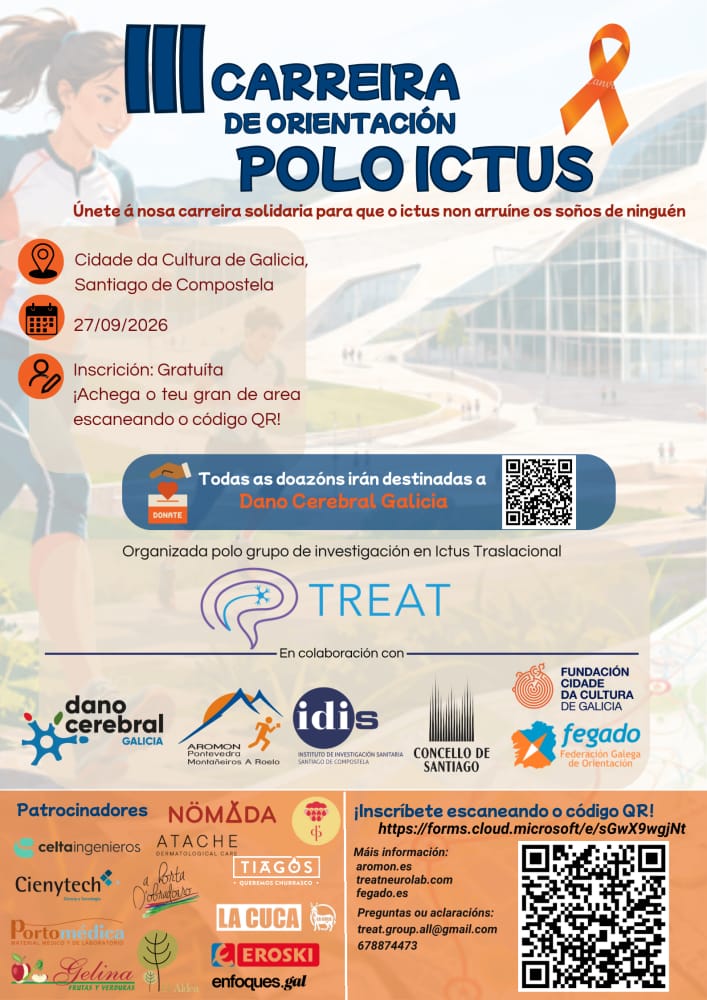 III CARREIRA
DE ORIENTACIÓN
POLO ICTUS
Únete á nosa carreira solidaria para que o ictus non arruíne os soños de ninguén
Cidade da Cultura de Galicia,
Santiago de Compostela
27/09/2026
Inscrición: Gratuíta
¡Achega o teu gran de area
escaneando o código QR!
DONATE
Todas as doazóns irán destinadas a
Dano Cerebral Galicia
Organizada polo grupo de investigación en Ictus Traslacional
TREAT
En colaboración con
dano
cerebral
GALICIA
AROMON
Pontevedra
Montañeiros A Roelo
idis
INSTITUTO DE INVESTIGACIÓN SANITARIA
SANTIAGO DE COMPOSTELA
CONCELLO DE
SANTIAGO
FUNDACIÓN
CIDADE
DA CULTURA
DE GALICIA
fegado
Federación Galega
de Orientación
Patrocinadores
NÖMADA
celtaingenieros
ATACHE
DERMATOLOGICAL CARE
TIAGOS
QUEREMOS CHURRASCO
Cienytech
Ciencia y tecnología
a Porta
d'Obradoiro
LA CUCA
Portomédica
MATERIAL MÉDICO Y DE LABORATORIO
EROSKI
Gelina
FRUTAS Y VERDURAS
Aldea
enfoques.gal
¡Inscríbete escaneando o código QR!
https://forms.cloud.microsoft/e/sGwX9wgjNt
Máis información:
aromon.es
treatneurolab.com
fegado.es
Preguntas ou aclaracións:
treat.group.all@gmail.com
678874473